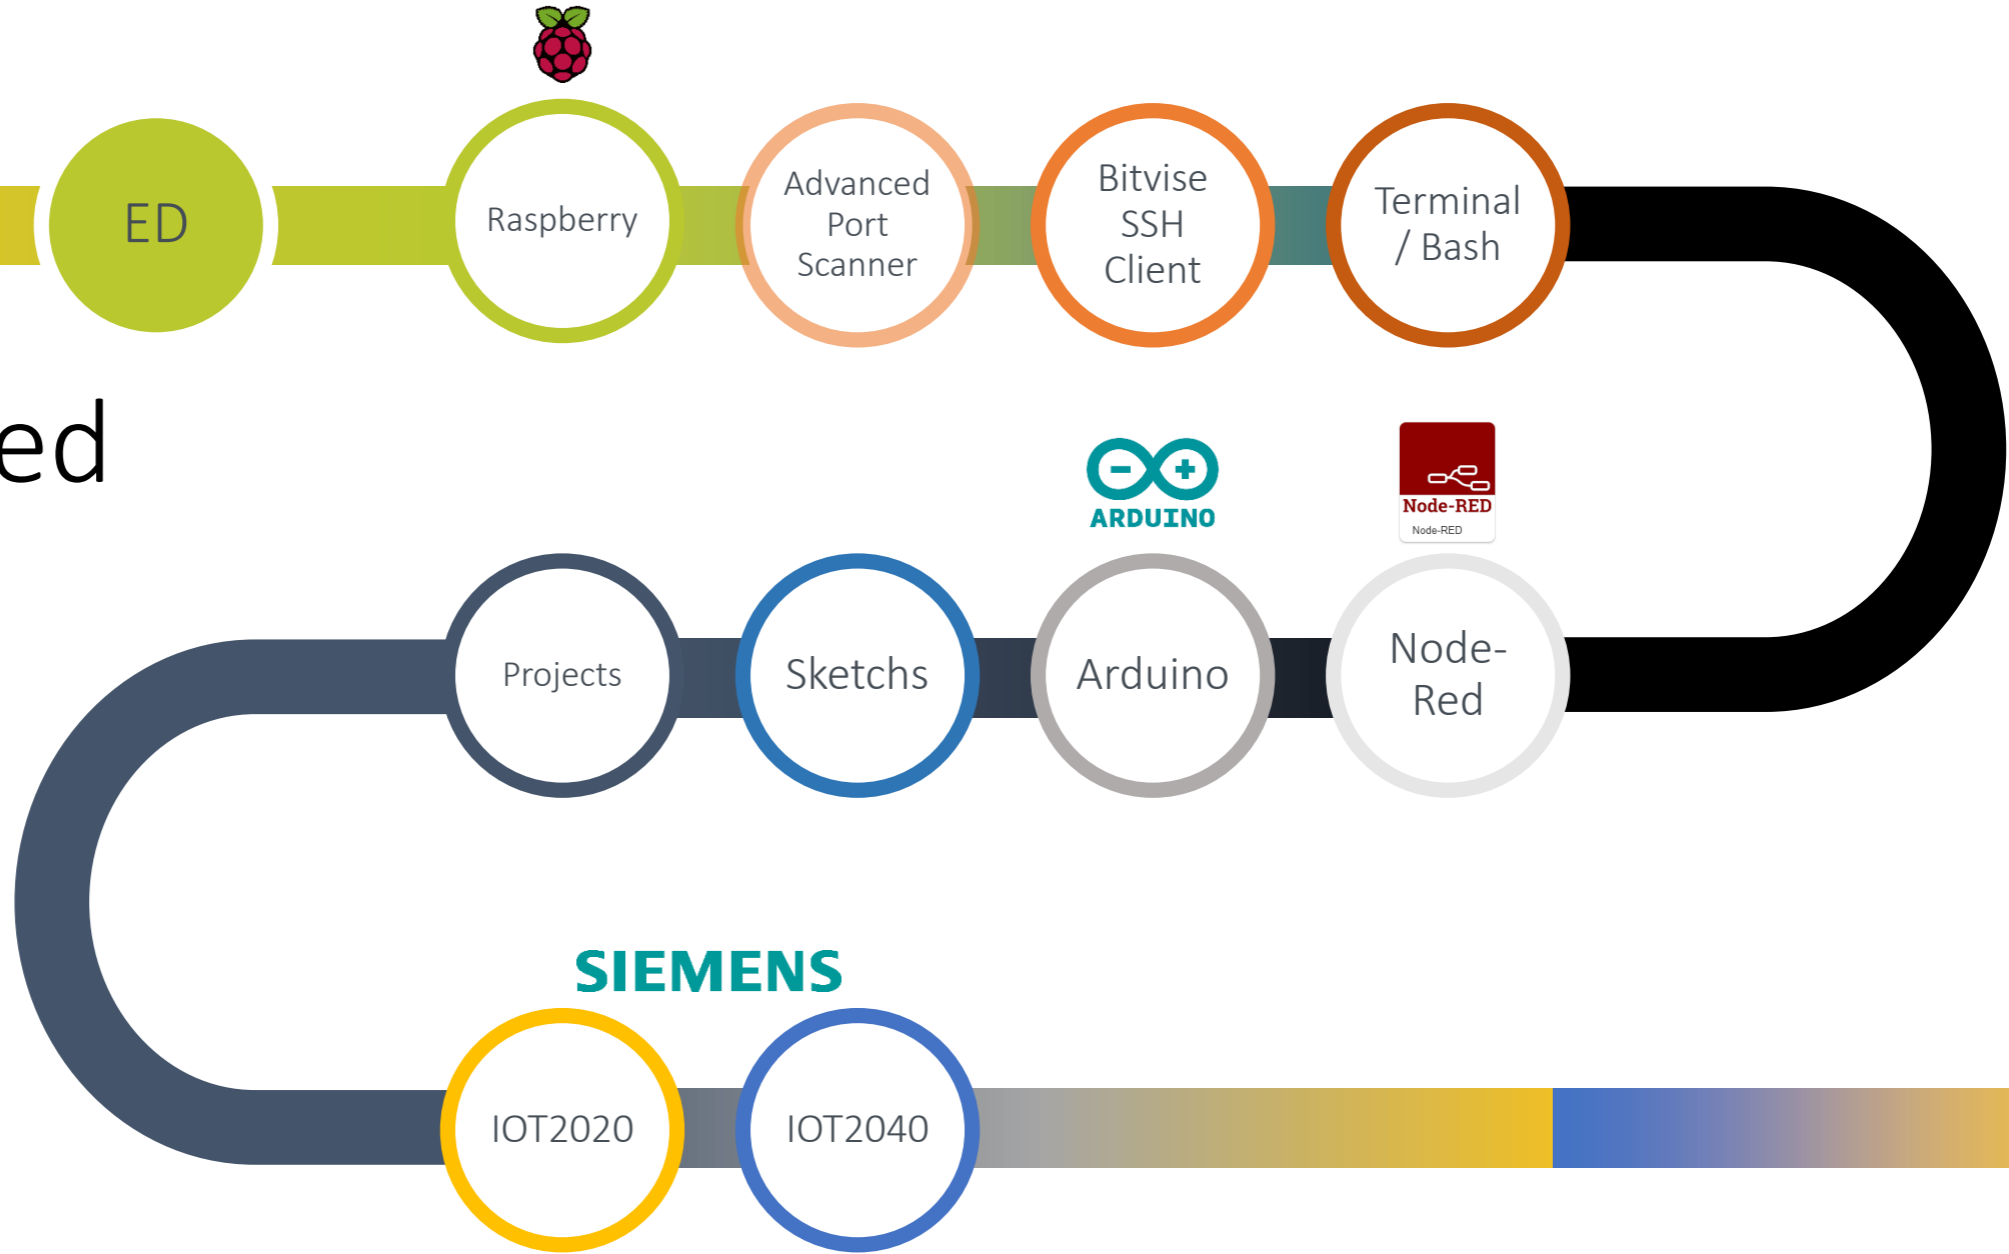 ED
Raspberry
Advanced
Port
Scanner
Bitvise
SSH
Client
Terminal
/ Bash
ed
ARDUINO
Node-RED
Node-RED
Projects
Sketchs
Arduino
Node-
Red
SIEMENS
IOT2020
IOT2040